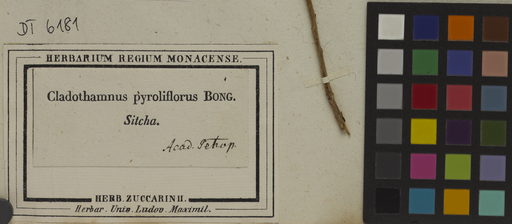 DT 6181
HERBARIUM REGIUM MONACENSE.
Cladothamnus pyroliflorus BONG.
Sitcha.
Acad. Petrop.
HERB. ZUCCARINII.
Herbar. Univ. Ludov. Maximil.